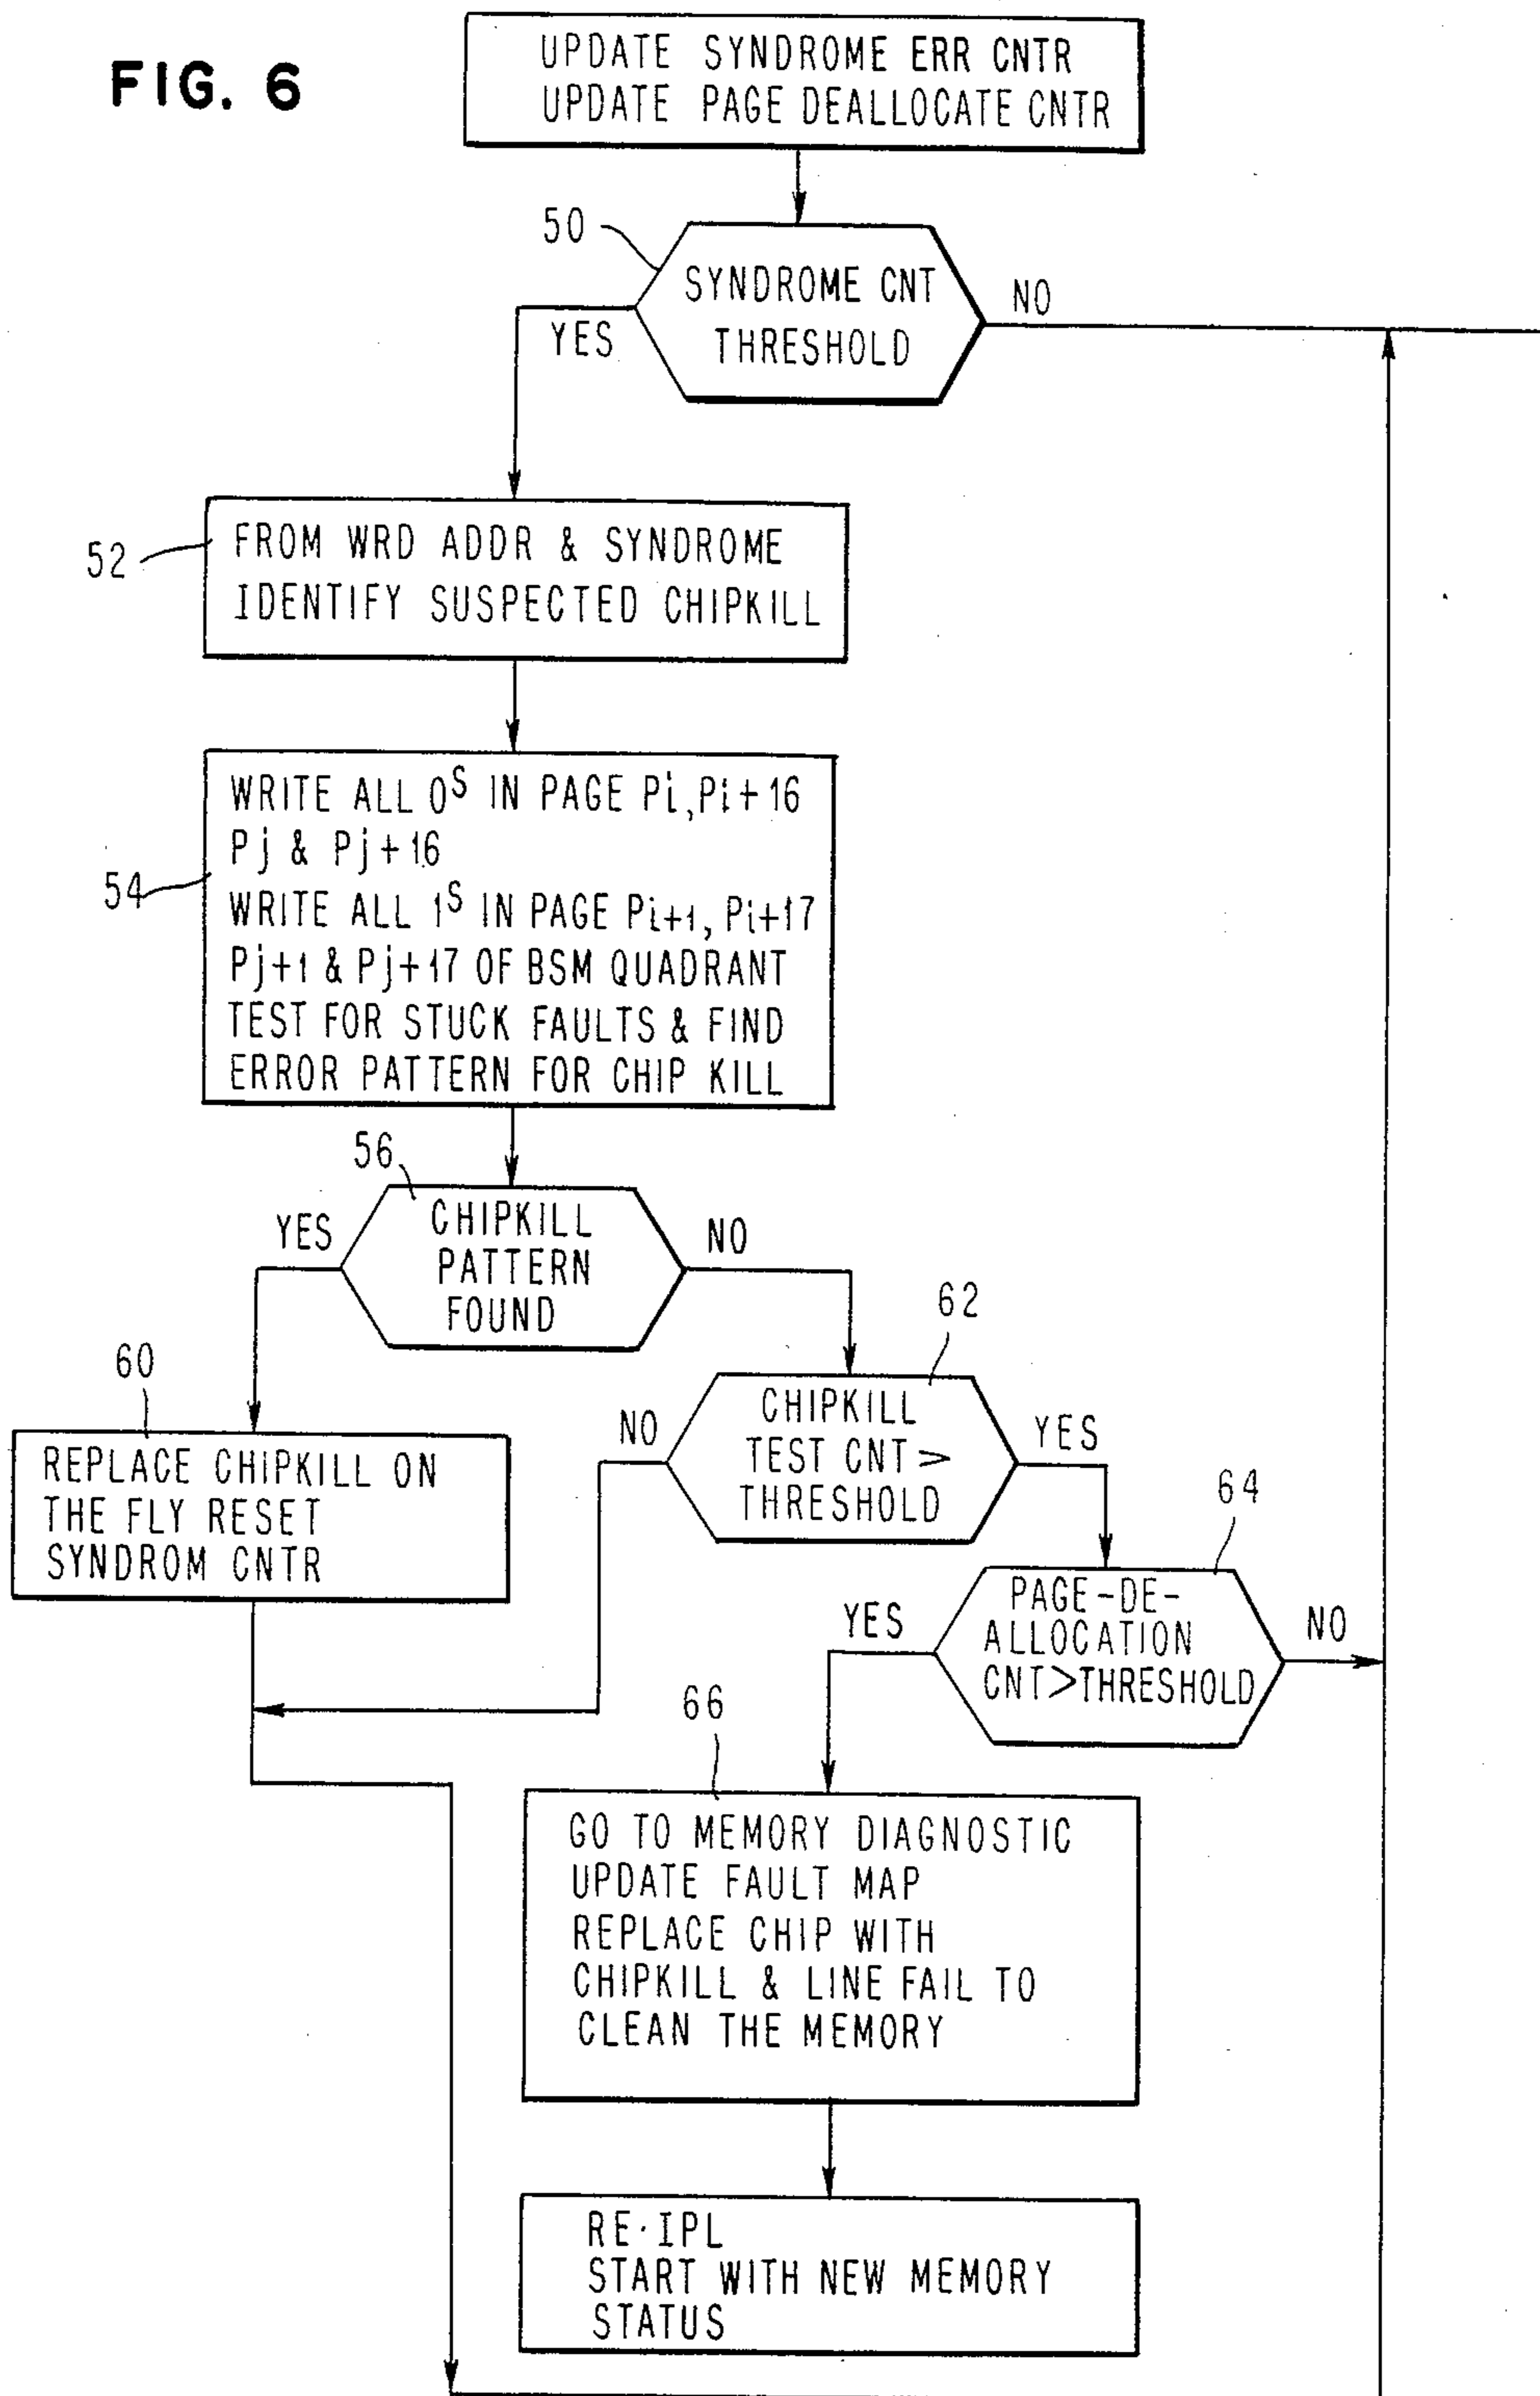 FIG. 6
UPDATE SYNDROME ERR CNTR
UPDATE PAGE DEALLOCATE CNTR
50
SYNDROME CNT
THRESHOLD
NO
YES
52
FROM WRD ADDR & SYNDROME
IDENTIFY SUSPECTED CHIPKILL
54
WRITE ALL 0S IN PAGE Pi, Pi+16
Pj & Pj+16
WRITE ALL 1S IN PAGE Pi+1, Pi+17
Pj+1 & Pj+17 OF BSM QUADRANT
TEST FOR STUCK FAULTS & FIND
ERROR PATTERN FOR CHIP KILL
56
CHIPKILL
PATTERN
FOUND
YES
NO
60
REPLACE CHIPKILL ON
THE FLY RESET
SYNDROM CNTR
62
CHIPKILL
TEST CNT >
THRESHOLD
NO
YES
64
PAGE-DE-
ALLOCATION
CNT>THRESHOLD
YES
NO
66
GO TO MEMORY DIAGNOSTIC
UPDATE FAULT MAP
REPLACE CHIP WITH
CHIPKILL & LINE FAIL TO
CLEAN THE MEMORY
RE·IPL
START WITH NEW MEMORY
STATUS